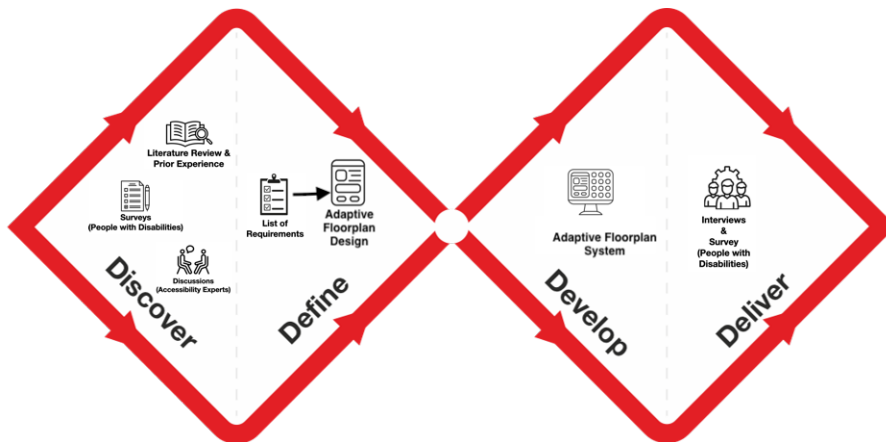 Literature Review &
Prior Experience
Surveys
(People with Disabilities)
Discussions
(Accessibility Experts)
Discover
List of
Requirements
Adaptive
Floorplan
Design
Define
Adaptive Floorplan
System
Develop
Interviews
&
Survey
(People with
Disabilities)
Deliver